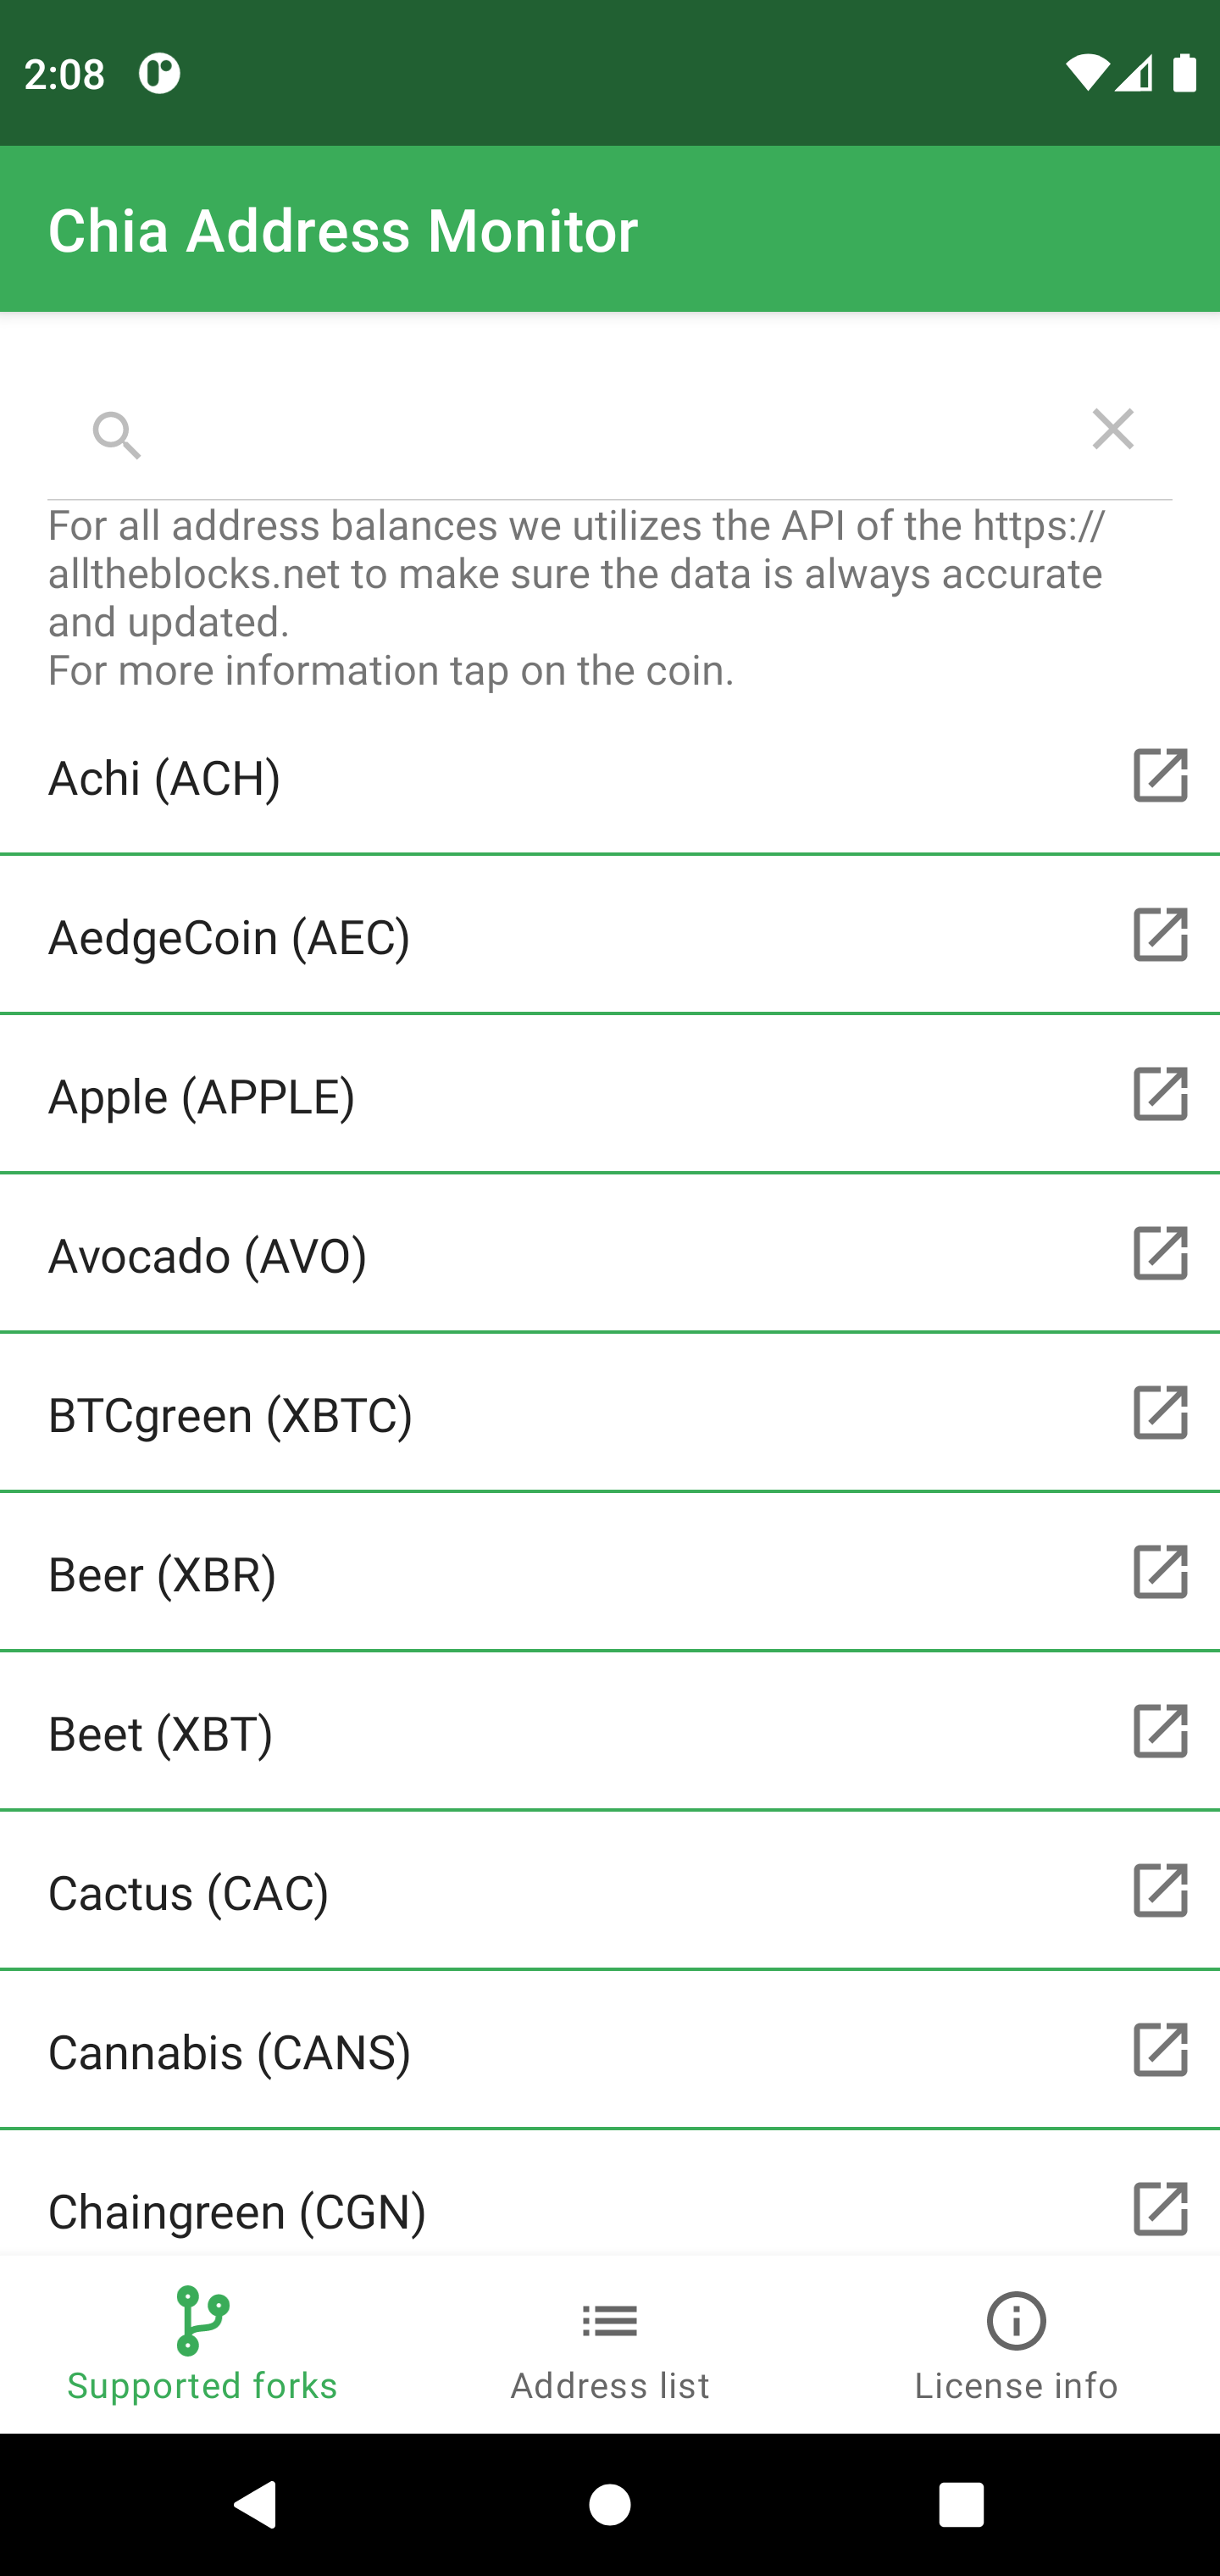 2:08
Chia Address Monitor
For all address balances we utilizes the API of the https://
alltheblocks.net to make sure the data is always accurate
and updated.
For more information tap on the coin.
Achi (ACH)
AedgeCoin (AEC)
Apple (APPLE)
Avocado (AVO)
BTCgreen (XBTC)
Beer (XBR)
Beet (XBT)
Cactus (CAC)
Cannabis (CANS)
Chaingreen (CGN)
Supported forks
Address list
License info